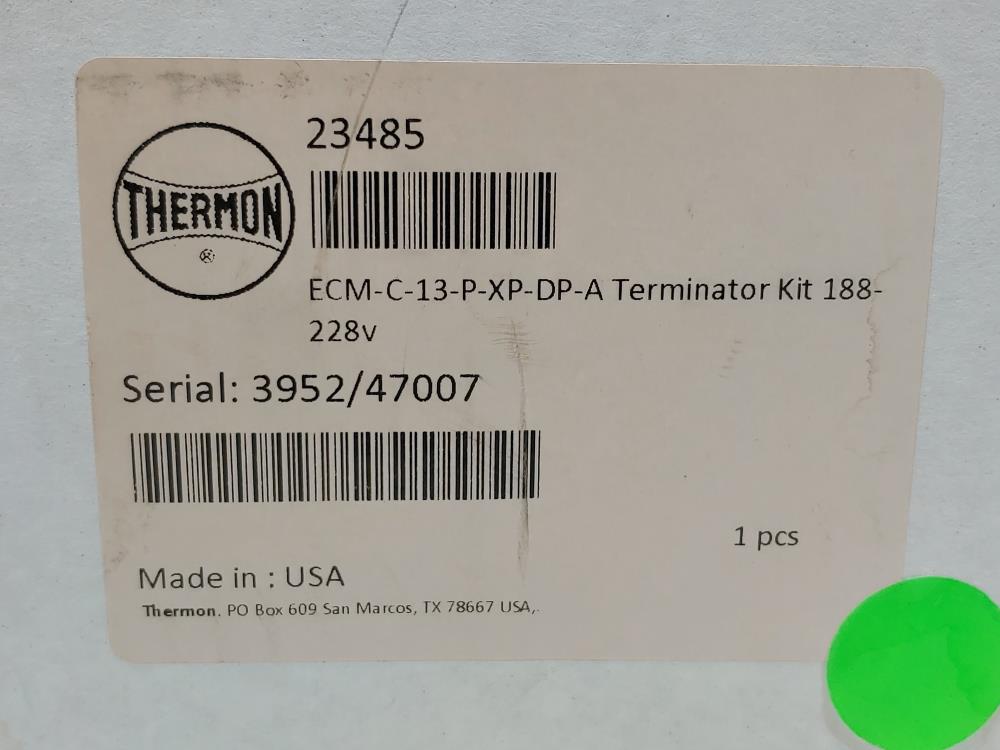 THERMON
®
23485
ECM-C-13-P-XP-DP-A Terminator Kit 188-
228v
Serial: 3952/47007
1 pcs
Made in : USA
Thermon. PO Box 609 San Marcos, TX 78667 USA,.